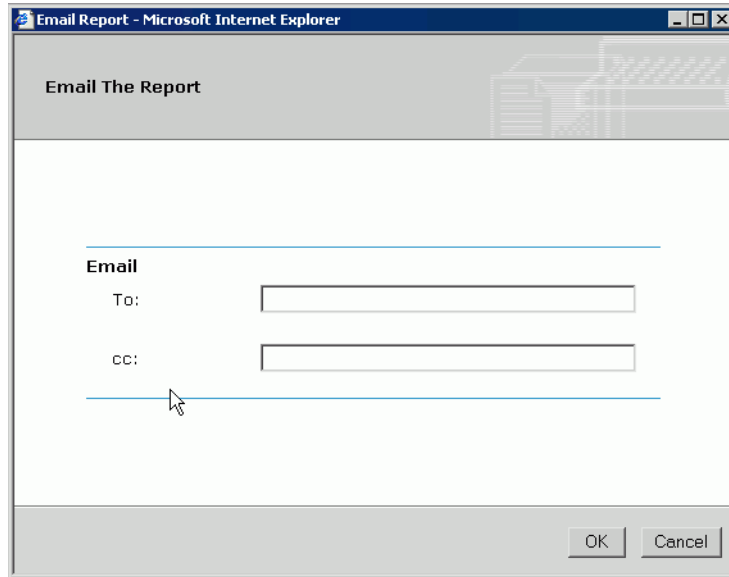 Email Report - Microsoft Internet Explorer
Email The Report
Email
To:
cc:
OK
Cancel